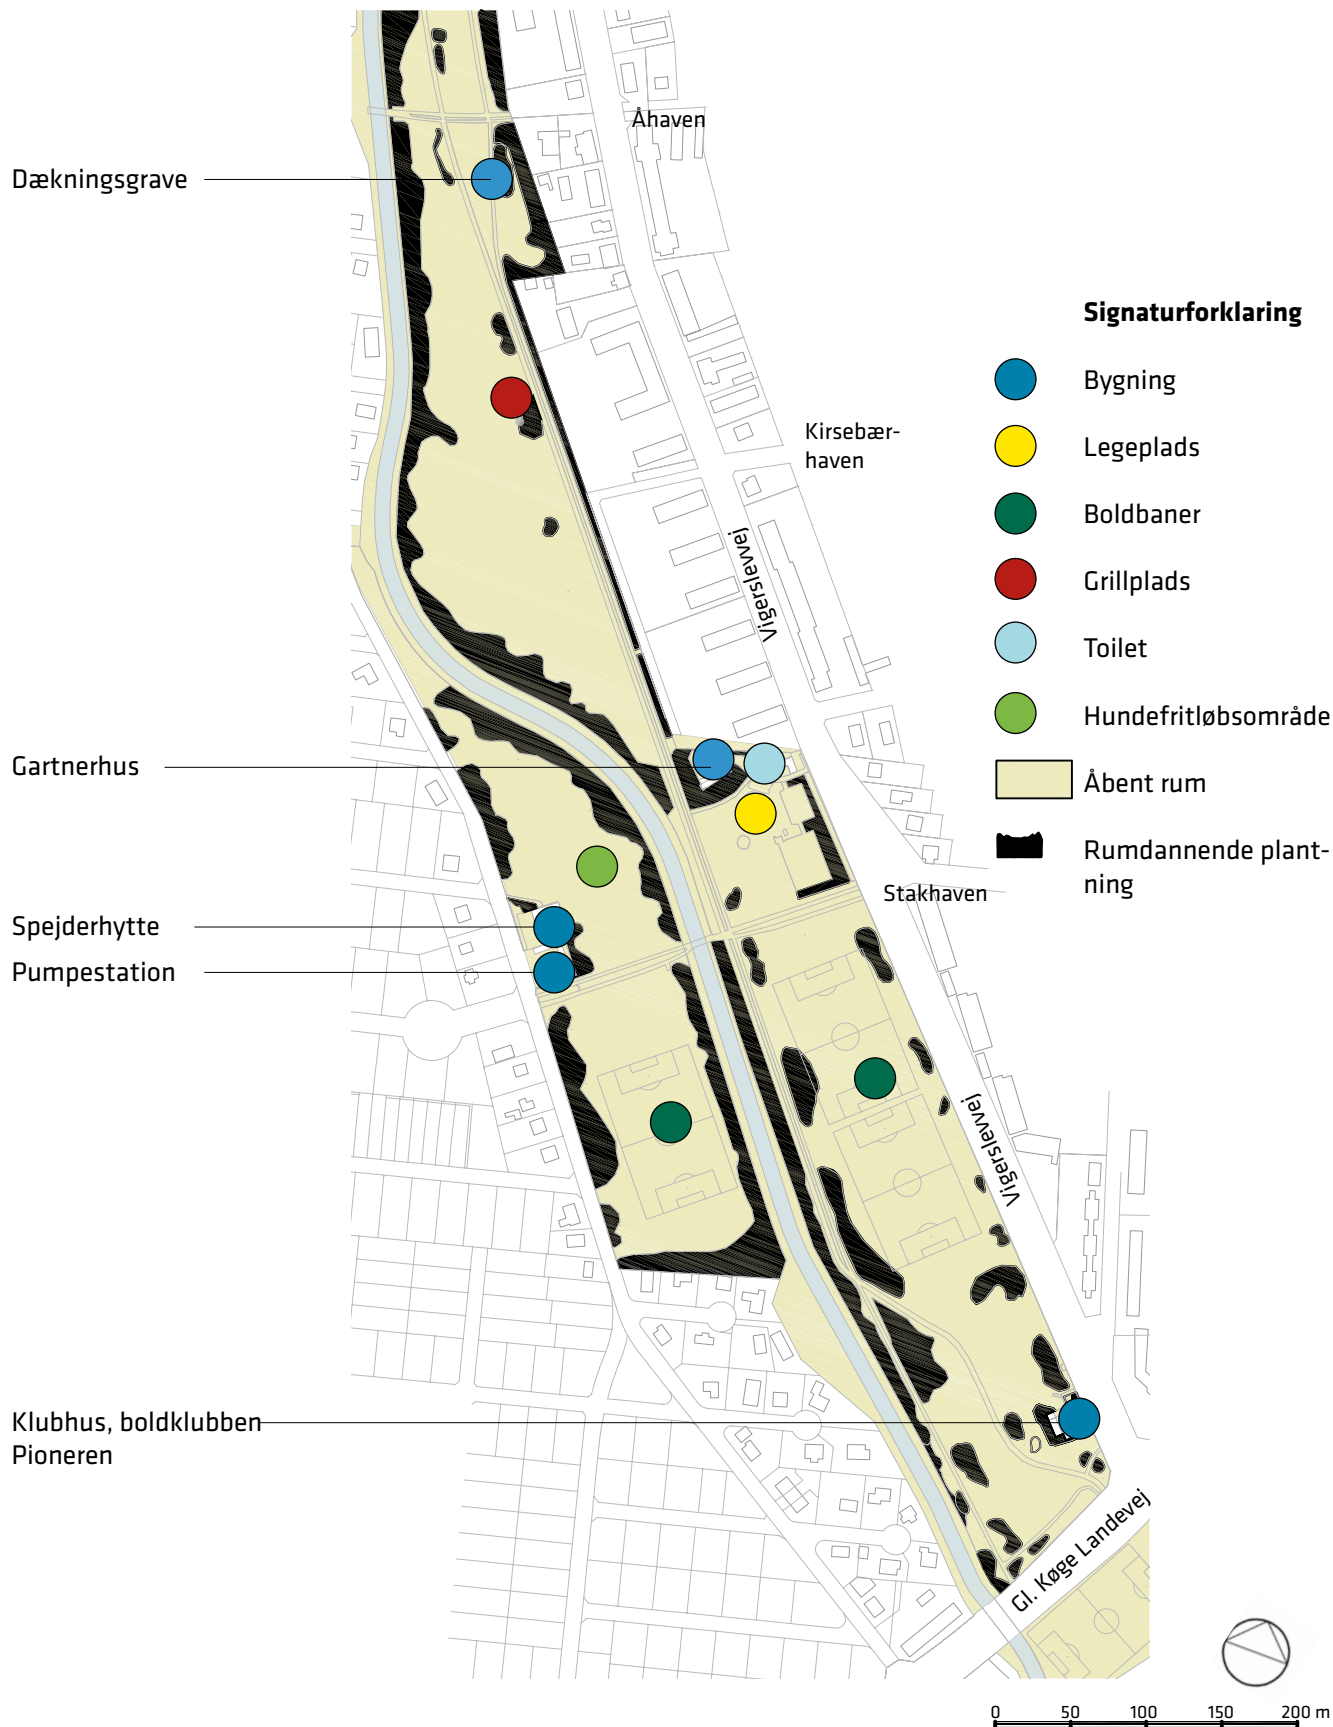 Dækningsgrave
Gartnerhus
Spejderhytte
Pumpestation
Klubhus, boldklubben
Pioneren
Åhaven
Kirsebær-
haven
Vigerslevvej
Stakhaven
Vigerslevvej
Gl. Køge Landevej
Signaturforklaring
Bygning
Legeplads
Boldbaner
Grillplads
Toilet
Hundefritløbsområde
Åbent rum
Rumdannende plant-
ning
0 50 100 150 200 m